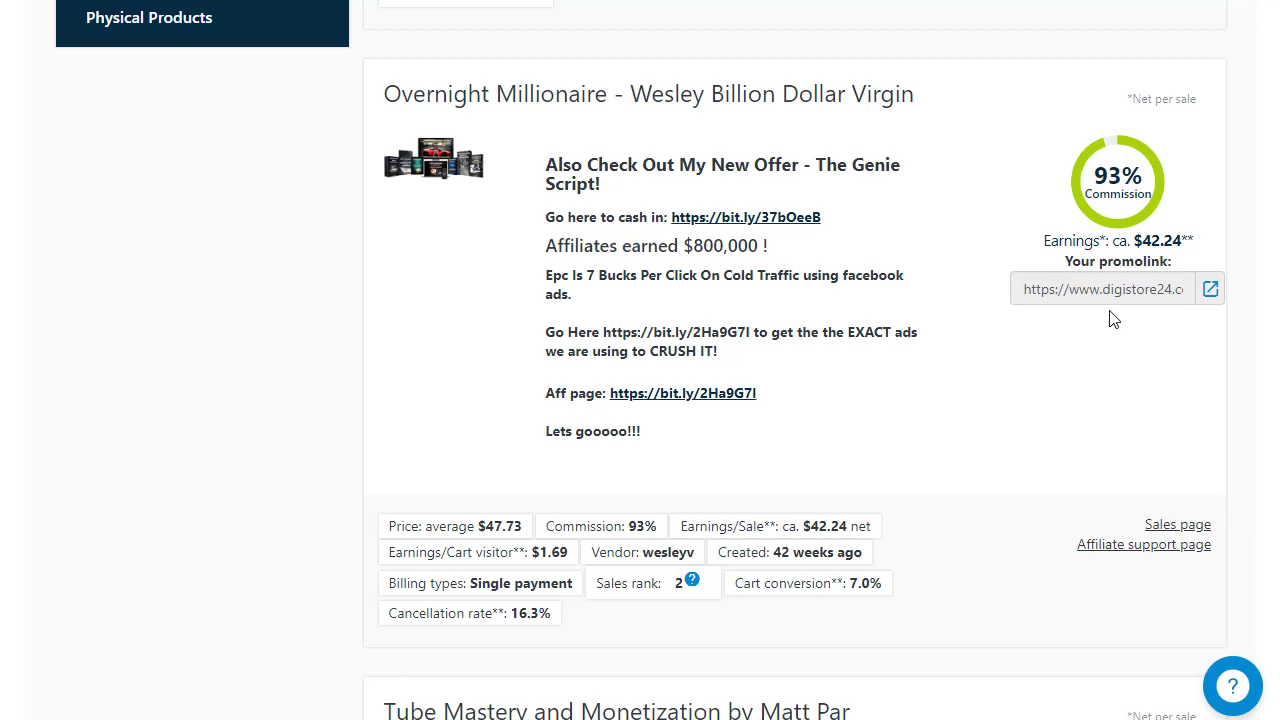 Physical Products
Overnight Millionaire - Wesley Billion Dollar Virgin
*Net per sale
Also Check Out My New Offer - The Genie
Script!
Go here to cash in: https://bit.ly/37bOeeB
Affiliates earned $800,000 !
Epc Is 7 Bucks Per Click On Cold Traffic using facebook
ads.
Go Here https://bit.ly/2Ha9G7I to get the the EXACT ads
we are using to CRUSH IT!
Aff page: https://bit.ly/2Ha9G7I
Lets gooooo!!!
93%
Commission
Earnings*: ca. $42.24**
Your promolink:
https://www.digistore24.c
Price: average $47.73
Commission: 93%
Earnings/Sale**: ca. $42.24 net
Earnings/Cart visitor**: $1.69
Vendor: wesleyv
Created: 42 weeks ago
Billing types: Single payment
Sales rank: 2 ?
Cart conversion**: 7.0%
Cancellation rate**: 16.3%
Sales page
Affiliate support page
Tube Mastery and Monetization by Matt Par
*Net per sale
?